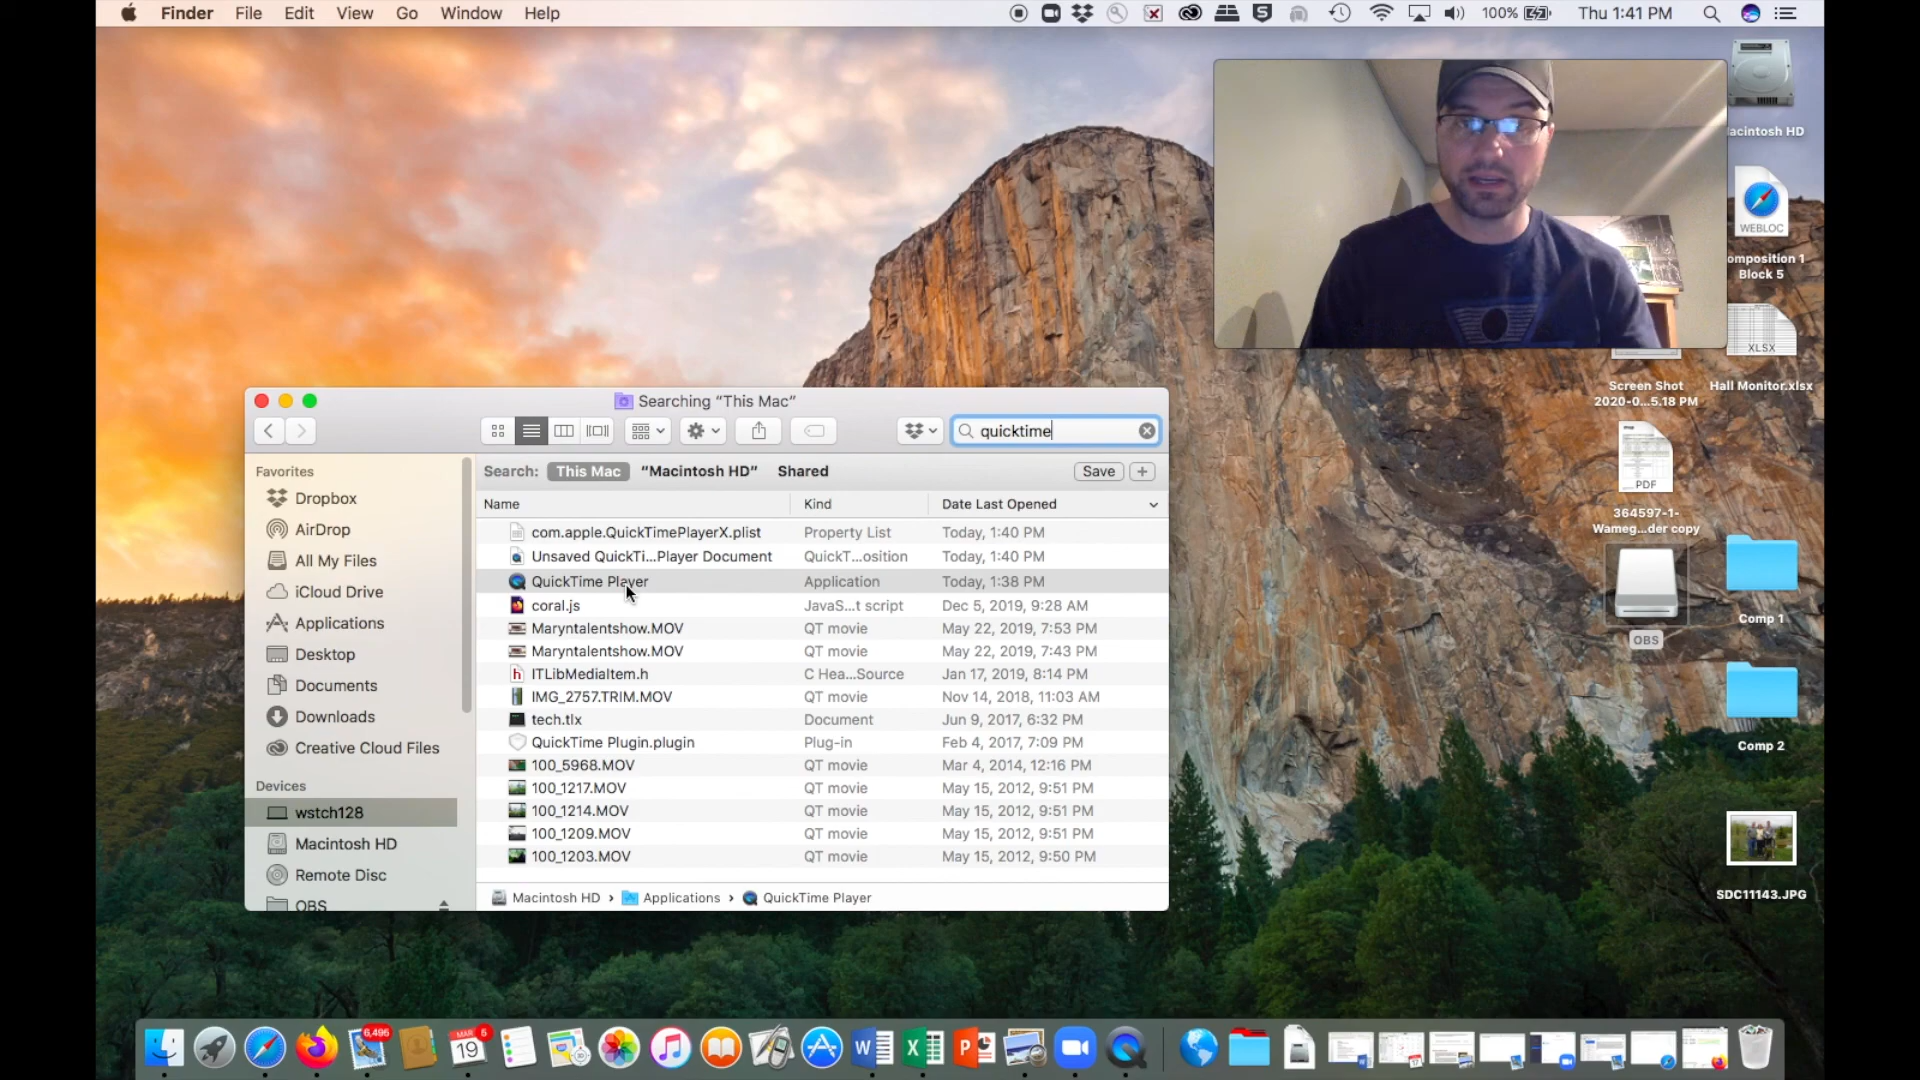 Finder File Edit View Go Window Help
100% Thu 1:41 PM
acintosh HD
WEBLOC
omposition 1
Block 5
XLSX
Screen Shot
2020-0...5.18 PM
Hall Monitor.xlsx
PDF
364597-1-
Wameg...der copy
OBS
Comp 1
Comp 2
SDC11143.JPG
Searching “This Mac”
quicktime
Search: This Mac “Macintosh HD” Shared Save +
Favorites
Dropbox
AirDrop
All My Files
iCloud Drive
Applications
Desktop
Documents
Downloads
Creative Cloud Files
Devices
wstch128
Macintosh HD
Remote Disc
OBS
Name Kind Date Last Opened
com.apple.QuickTimePlayerX.plist Property List Today, 1:40 PM
Unsaved QuickTi...Player Document QuickT...osition Today, 1:40 PM
QuickTime Player Application Today, 1:38 PM
coral.js JavaS...t script Dec 5, 2019, 9:28 AM
Maryntalentshow.MOV QT movie May 22, 2019, 7:53 PM
Maryntalentshow.MOV QT movie May 22, 2019, 7:43 PM
ITLibMediaItem.h C Hea...Source Jan 17, 2019, 8:14 PM
IMG_2757.TRIM.MOV QT movie Nov 14, 2018, 11:03 AM
tech.tlx Document Jun 9, 2017, 6:32 PM
QuickTime Plugin.plugin Plug-in Feb 4, 2017, 7:09 PM
100_5968.MOV QT movie Mar 4, 2014, 12:16 PM
100_1217.MOV QT movie May 15, 2012, 9:51 PM
100_1214.MOV QT movie May 15, 2012, 9:51 PM
100_1209.MOV QT movie May 15, 2012, 9:51 PM
100_1203.MOV QT movie May 15, 2012, 9:50 PM
Macintosh HD › Applications › QuickTime Player
6,496
MAR 6
19